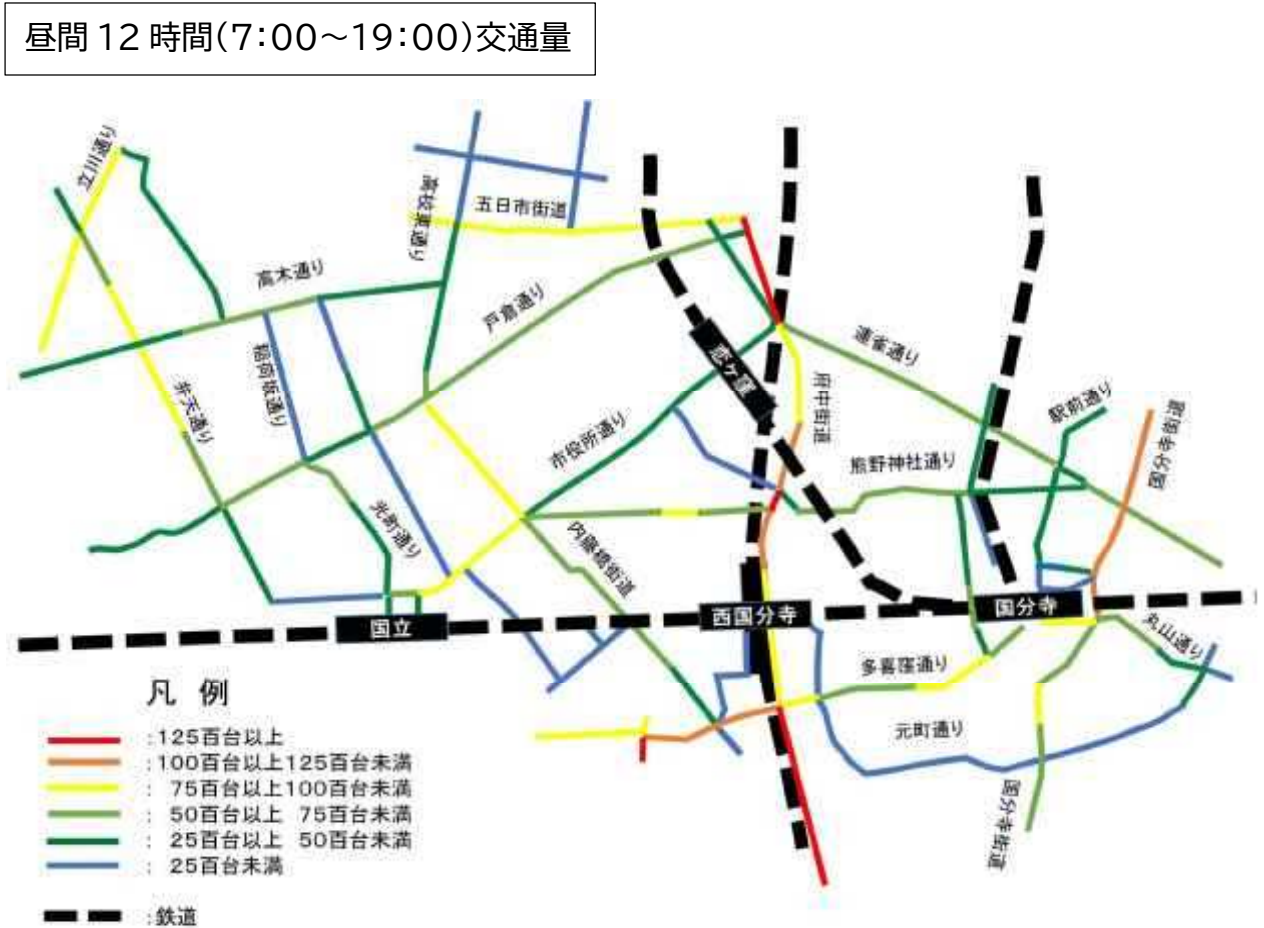 昼間12時間(7:00～19:00)交通量
立川通り
高松東通り
五日市街道
高木通り
戸倉通り
連雀通り
恋ヶ窪
稲荷坂通り
弁天通り
府中街道
駅前通り
国分寺街道
市役所通り
熊野神社通り
光町通り
内藤橋街道
国立
西国分寺
国分寺
丸山通り
多喜窪通り
元町通り
国分寺街道
凡 例
:125百台以上
:100百台以上125百台未満
: 75百台以上100百台未満
: 50百台以上 75百台未満
: 25百台以上 50百台未満
: 25百台未満
:鉄道